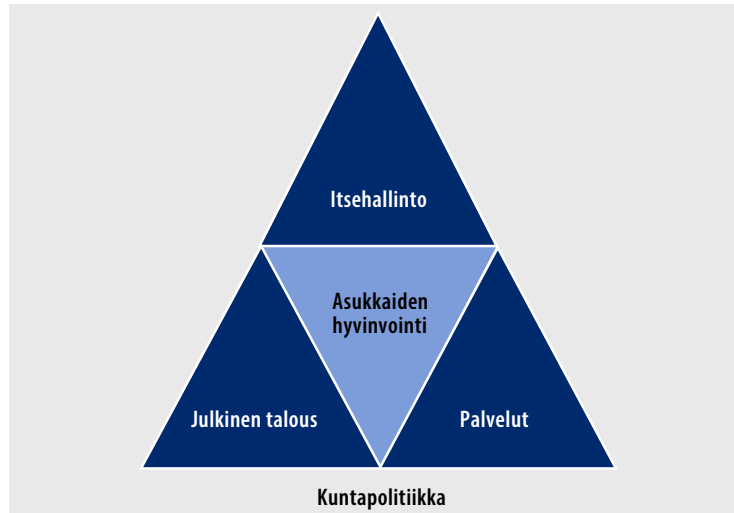 Itsehallinto
Asukkaiden
hyvinvointi
Julkinen talous
Palvelut
Kuntapolitiikka